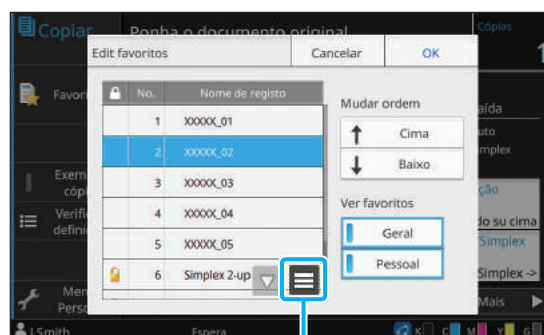 Copiar
Ponha o documento original
Cópias
1
Edit favoritos
Cancelar
OK
No.
Nome de registo
1 XXXXX_01
2 XXXXX_02
3 XXXXX_03
4 XXXXX_04
5 XXXXX_05
6 Simplex 2-up
Mudar ordem
Cima
Baixo
Ver favoritos
Geral
Pessoal
Favori
Exem
cópi
Verifi
defini
Men
Perso
aída
uto
mplex
ção
do su cima
Simplex
Simplex ->
Mais
J.Smith
Espera
K C M Y G